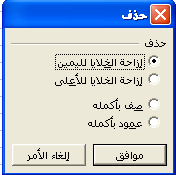 حذف
حذف
إزاحة الخلايا لليمين
إزاحة الخلايا للأعلى
صف بأكمله
عمود بأكمله
موافق
إلغاء الأمر